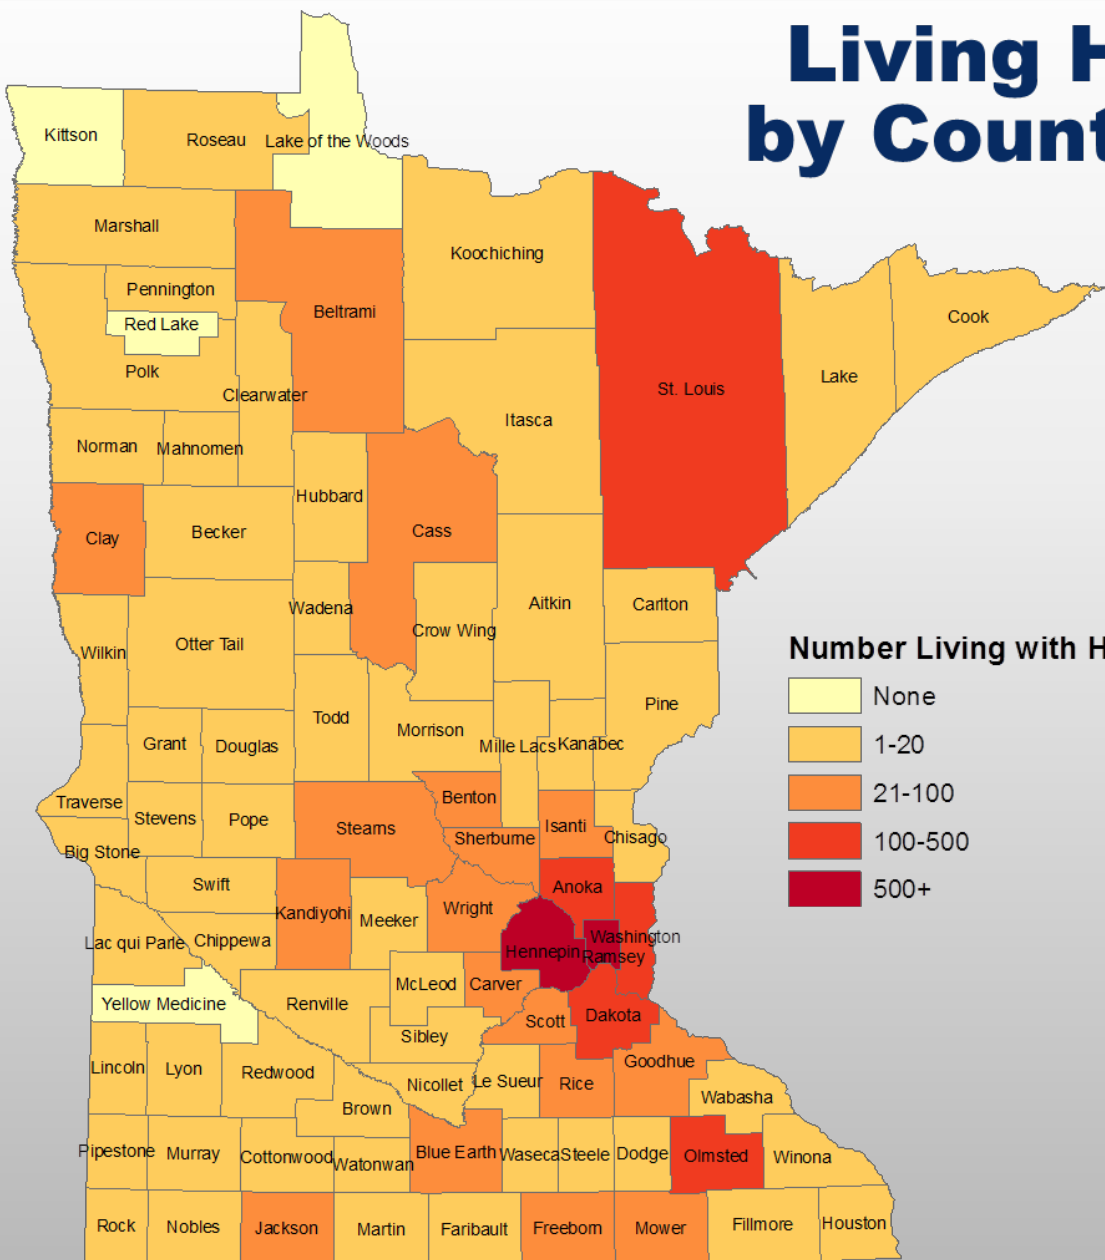 Living H
by Count
Kittson
Roseau
Lake of the Woods
Marshall
Koochiching
Pennington
Beltrami
Red Lake
Cook
Polk
Lake
St. Louis
Clearwater
Itasca
Norman
Mahnomen
Hubbard
Cass
Becker
Clay
Aitkin
Carlton
Wadena
Crow Wing
Otter Tail
Wilkin
Number Living with H
None
1-20
21-100
100-500
500+
Pine
Todd
Morrison
Grant
Douglas
Mille Lacs
Kanabec
Benton
Traverse
Stevens
Pope
Stearns
Isanti
Sherburne
Chisago
Big Stone
Swift
Anoka
Kandiyohi
Meeker
Wright
Lac qui Parle
Chippewa
Hennepin
Washington
Ramsey
McLeod
Carver
Yellow Medicine
Renville
Scott
Dakota
Sibley
Lincoln
Lyon
Redwood
Nicollet
Le Sueur
Rice
Goodhue
Wabasha
Brown
Pipestone
Murray
Cottonwood
Watonwan
Blue Earth
Waseca
Steele
Dodge
Olmsted
Winona
Rock
Nobles
Jackson
Martin
Faribault
Freeborn
Mower
Fillmore
Houston